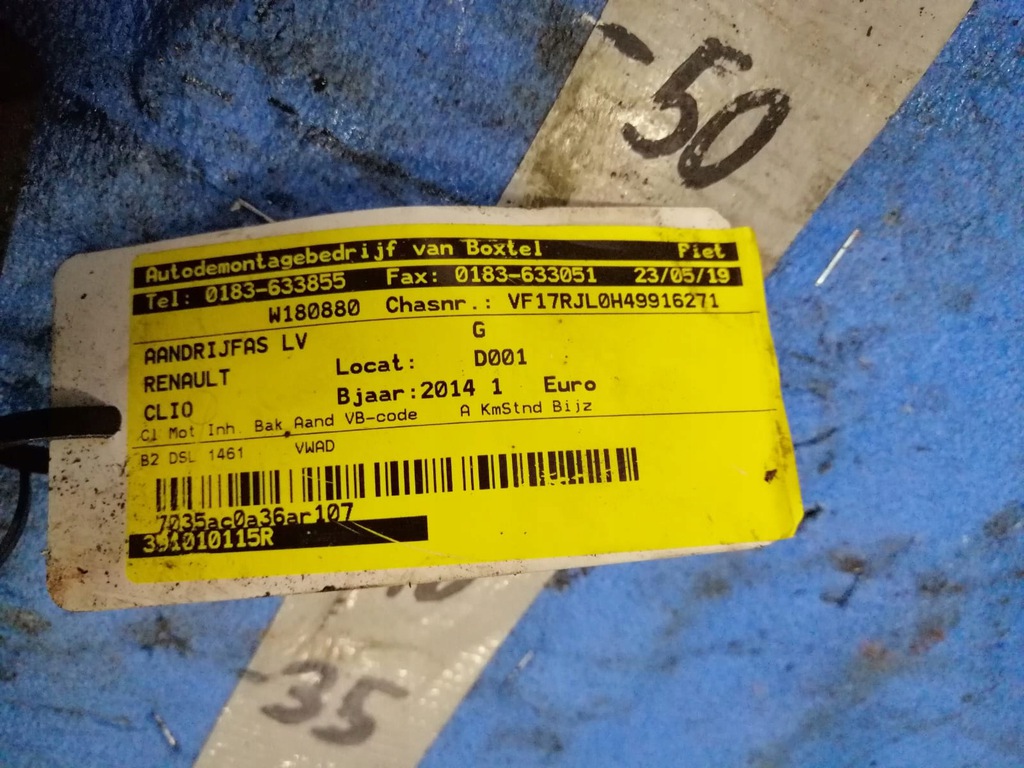 -50
Autodemontagebedrijf van Boxtel Piet
Tel: 0183-633855 Fax: 0183-633051 23/05/19
W180880 Chasnr.: VF17RJL0H49916271
AANDRIJFAS LV G
RENAULT Locat: D001
CLIO Bjaar:2014 1 Euro
Cl Mot Inh. Bak Aand VB-code A KmStnd Bijz
B2 DSL 1461 VWAD
7035ac0a36ar107
391010115R
-35